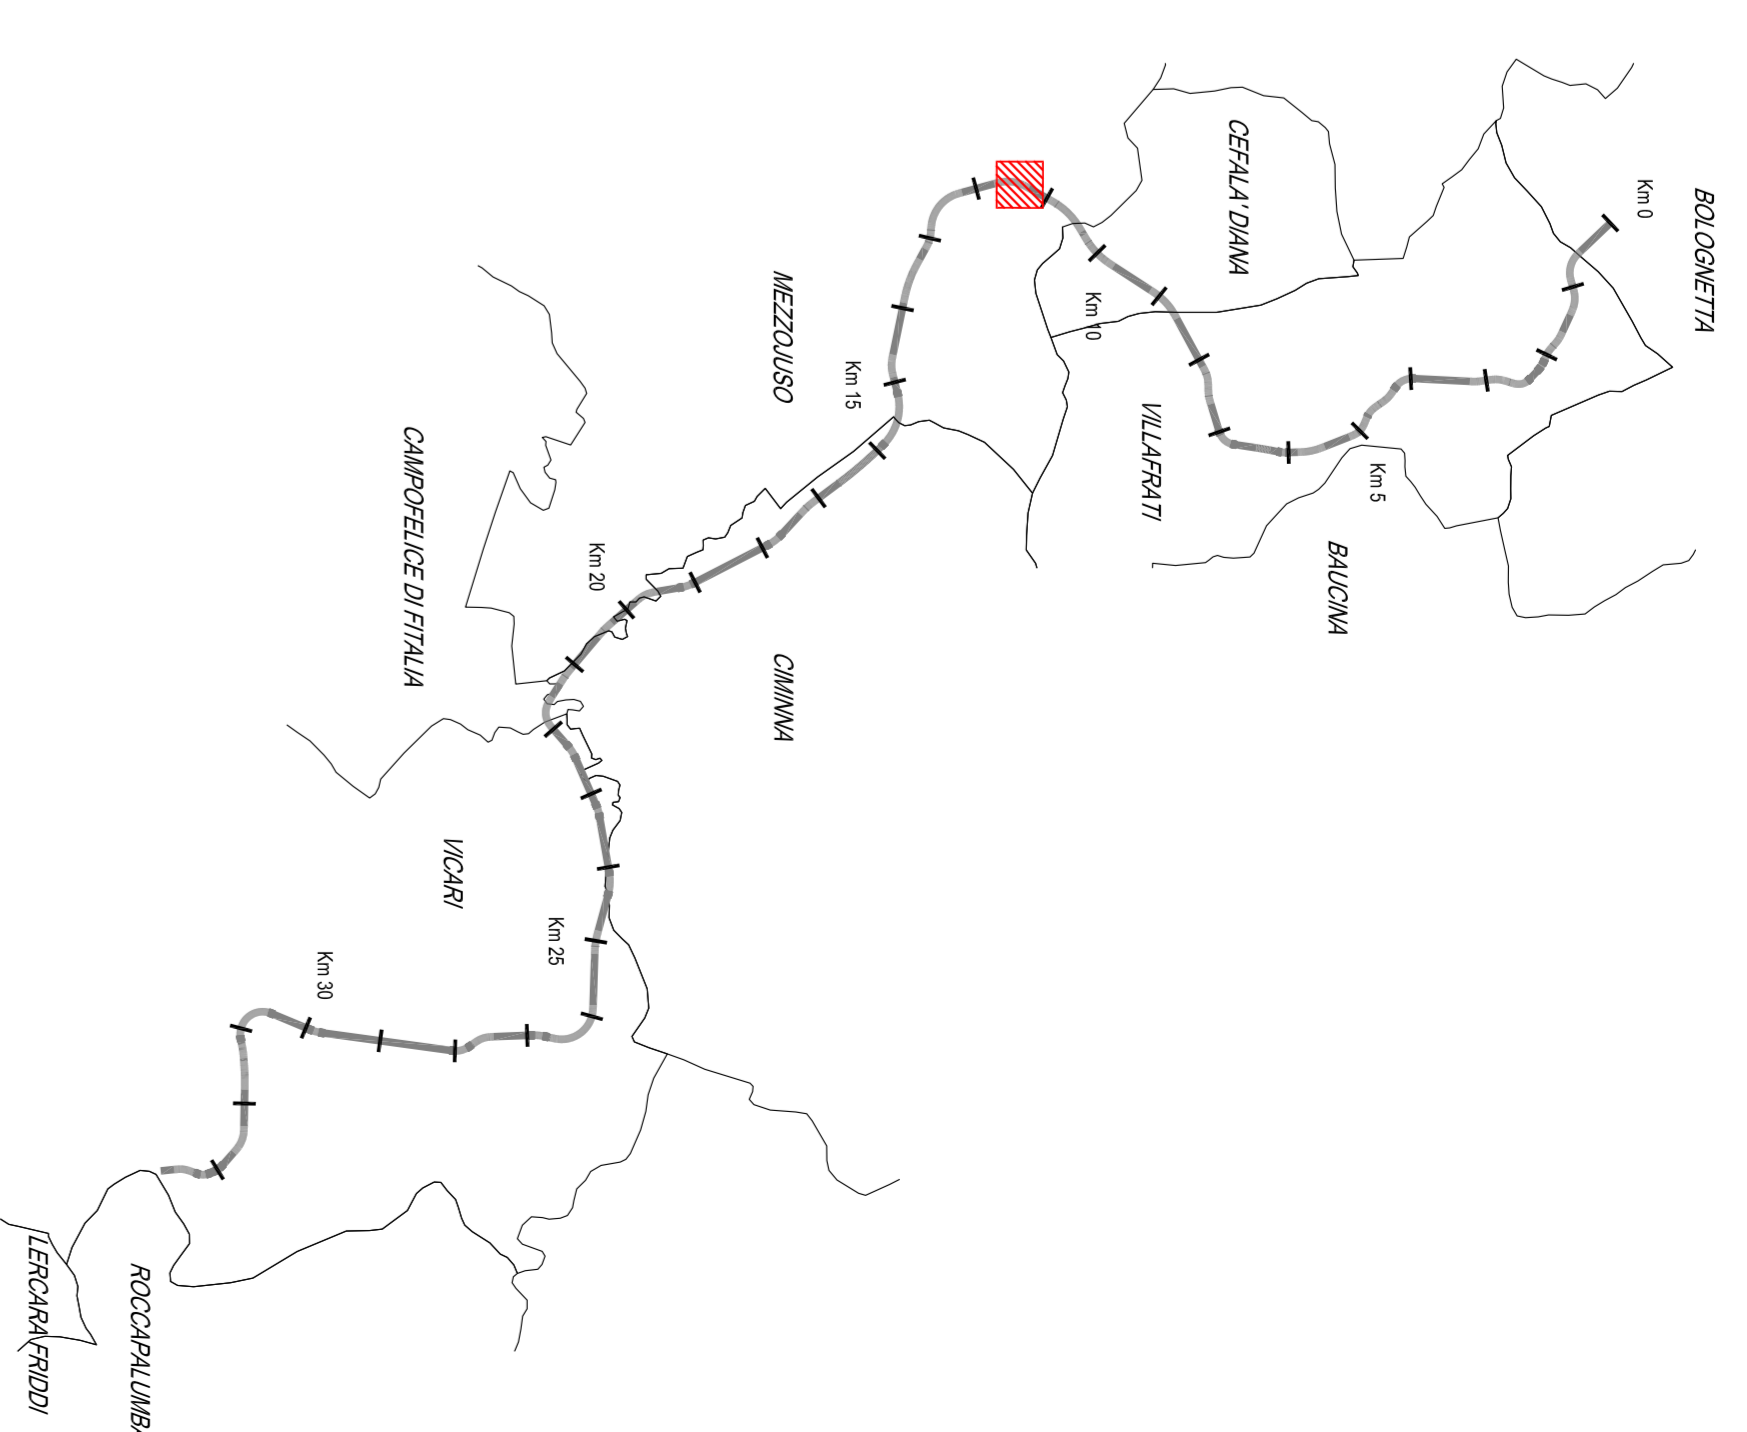 BOLOGNETTA
Km 0
CEFALA' DIANA
Km 5
BAUCINA
VILLAFRATI
Km 10
MEZZOJUSO
Km 15
CIMINNA
Km 20
CAMPOFELICE DI FITALIA
VICARI
Km 25
Km 30
ROCCAPALUMBA
LERCARA FRIDDI